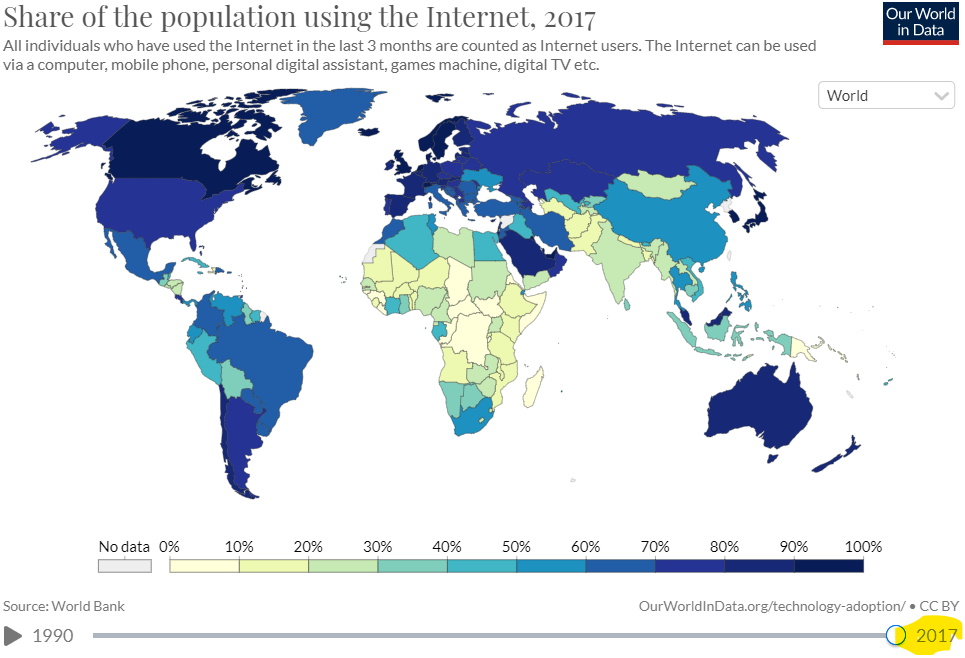 Share of the population using the Internet, 2017
Our World
in Data
All individuals who have used the Internet in the last 3 months are counted as Internet users. The Internet can be used
via a computer, mobile phone, personal digital assistant, games machine, digital TV etc.
World
No data 0% 10% 20% 30% 40% 50% 60% 70% 80% 90% 100%
Source: World Bank
OurWorldInData.org/technology-adoption/ • CC BY
1990 2017